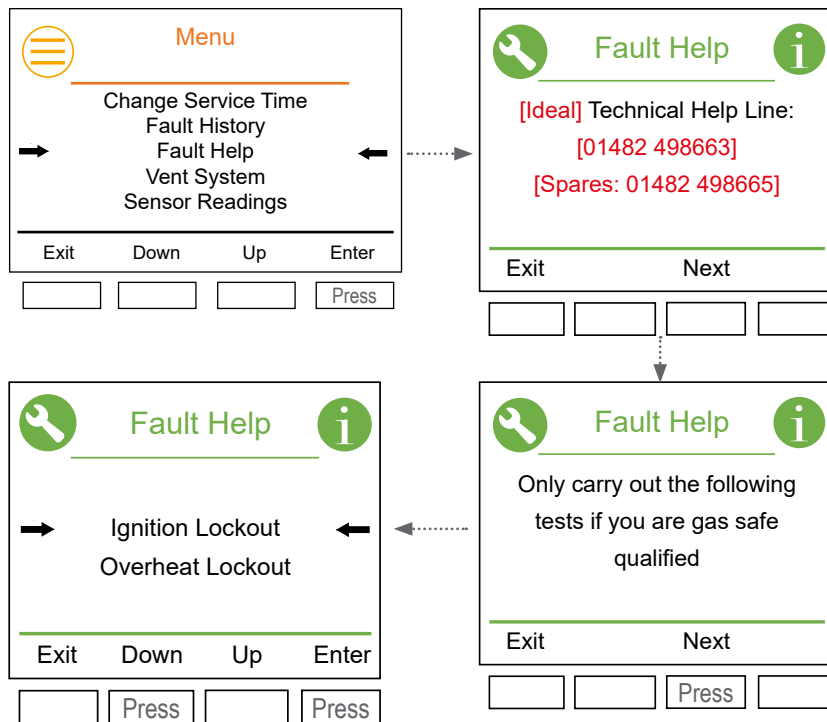 Menu
Change Service Time
Fault History
Fault Help
Vent System
Sensor Readings
Exit Down Up Enter
Press
Fault Help
[Ideal] Technical Help Line:
[01482 498663]
[Spares: 01482 498665]
Exit Next
Fault Help
Only carry out the following
tests if you are gas safe
qualified
Exit Next
Press
Fault Help
Ignition Lockout
Overheat Lockout
Exit Down Up Enter
Press Press